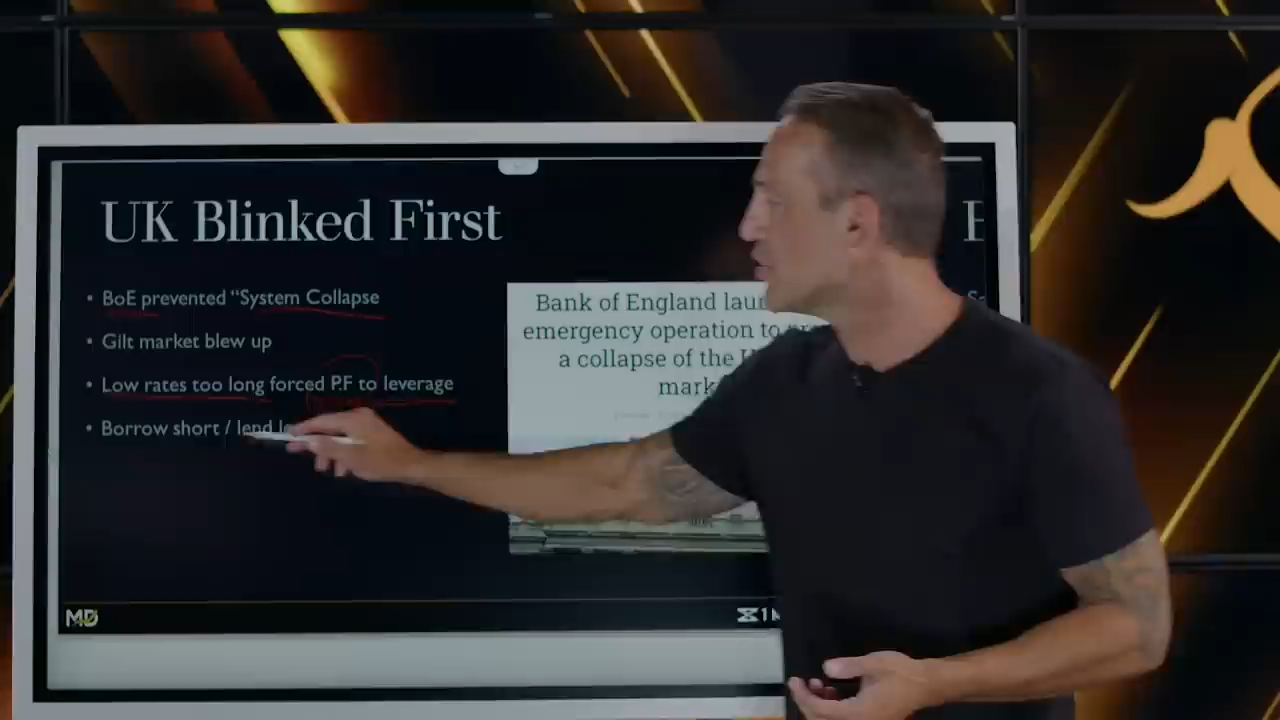 UK Blinked First
• BoE prevented “System Collapse
• Gilt market blew up
• Low rates too long forced P.F to leverage
• Borrow short / lend
Bank of England
emergency operation to
a collapse of the
MD